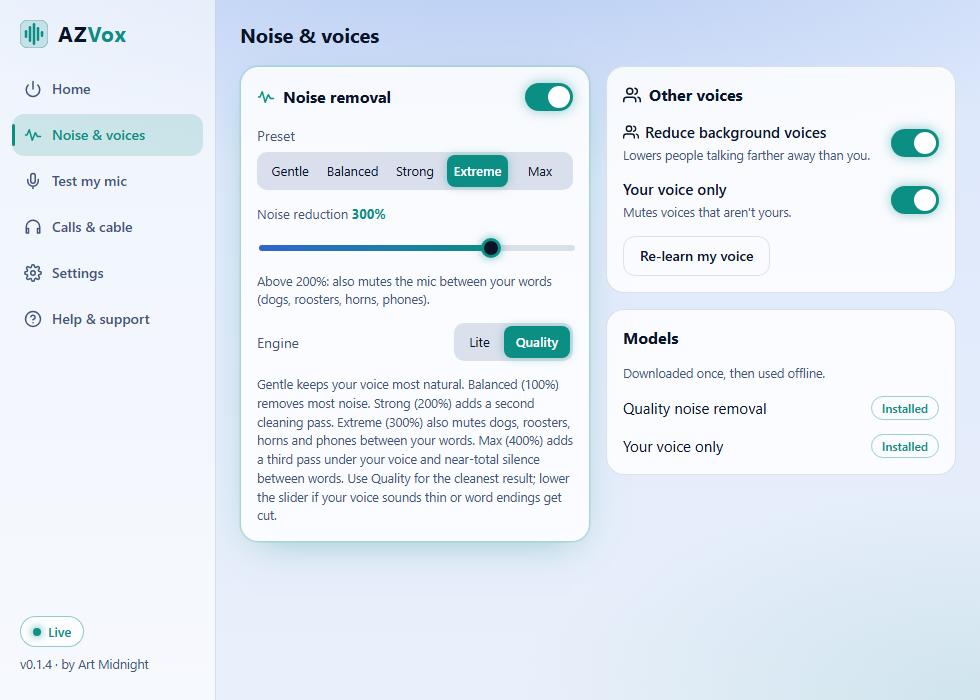 AZVox
Home
Noise & voices
Test my mic
Calls & cable
Settings
Help & support
Live
v0.1.4 · by Art Midnight
Noise & voices
Noise removal
Preset
Gentle Balanced Strong Extreme Max
Noise reduction 300%
Above 200%: also mutes the mic between your words
(dogs, roosters, horns, phones).
Engine Lite Quality
Gentle keeps your voice most natural. Balanced (100%)
removes most noise. Strong (200%) adds a second
cleaning pass. Extreme (300%) also mutes dogs, roosters,
horns and phones between your words. Max (400%) adds
a third pass under your voice and near-total silence
between words. Use Quality for the cleanest result; lower
the slider if your voice sounds thin or word endings get
cut.
Other voices
Reduce background voices
Lowers people talking farther away than you.
Your voice only
Mutes voices that aren't yours.
Re-learn my voice
Models
Downloaded once, then used offline.
Quality noise removal Installed
Your voice only Installed